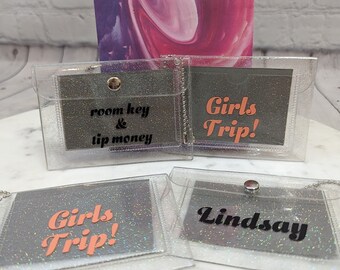 room key
&
tip money
Girls
Trip!
Girls
Trip!
Lindsay